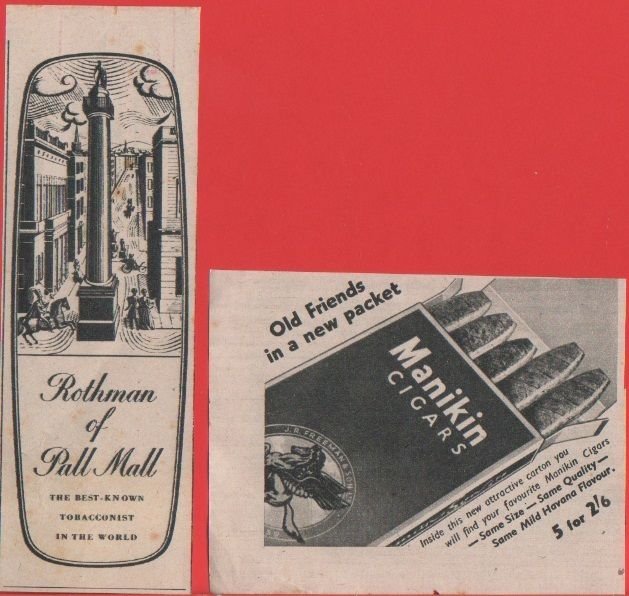 Rothman
of
Pall Mall
THE BEST-KNOWN
TOBACCONIST
IN THE WORLD
Old Friends
in a new packet
Manikin
CIGARS
J.R. FREEMAN &
Inside this new attractive carton you
will find your favourite Manikin Cigars
— Same Size — Same Quality —
Same Mild Havana Flavour.
5 for 2/6